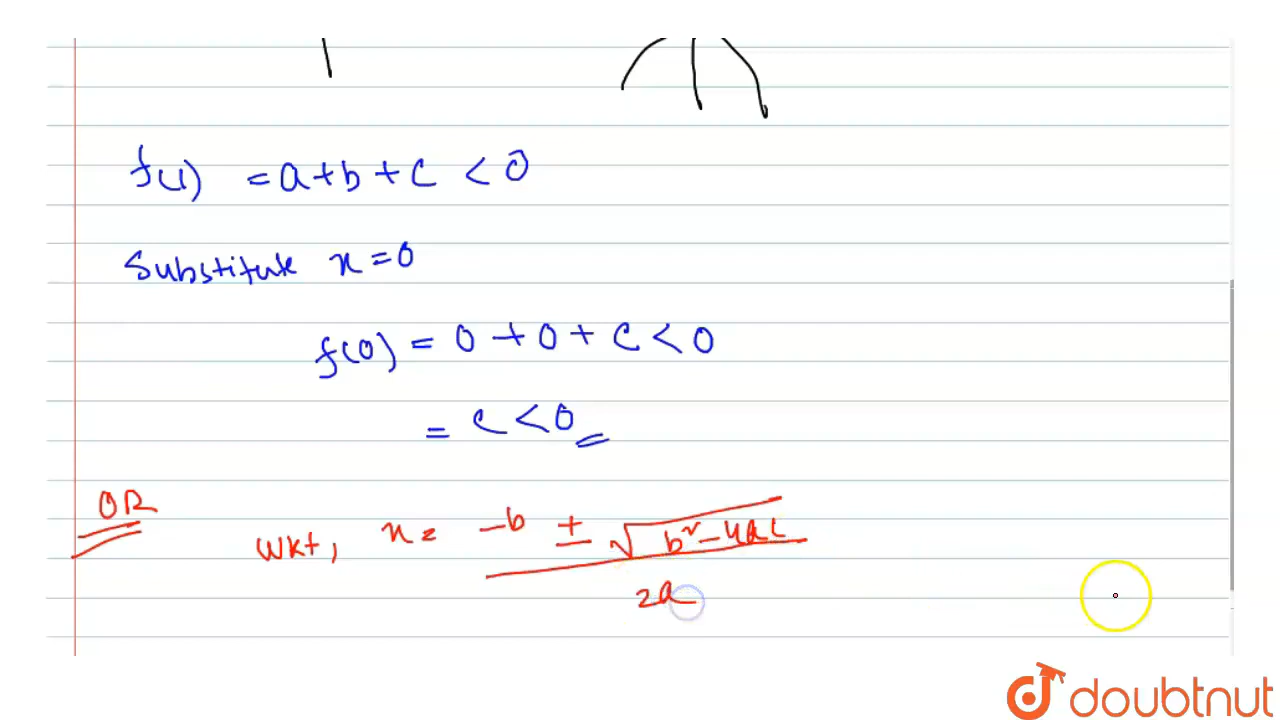 f(1) = a+b+c < 0
Substitute x=0
f(0) = 0+0+c<0
= c<0
OR
WKT, x= -b ± √b²-4ac
2a
doubtnut